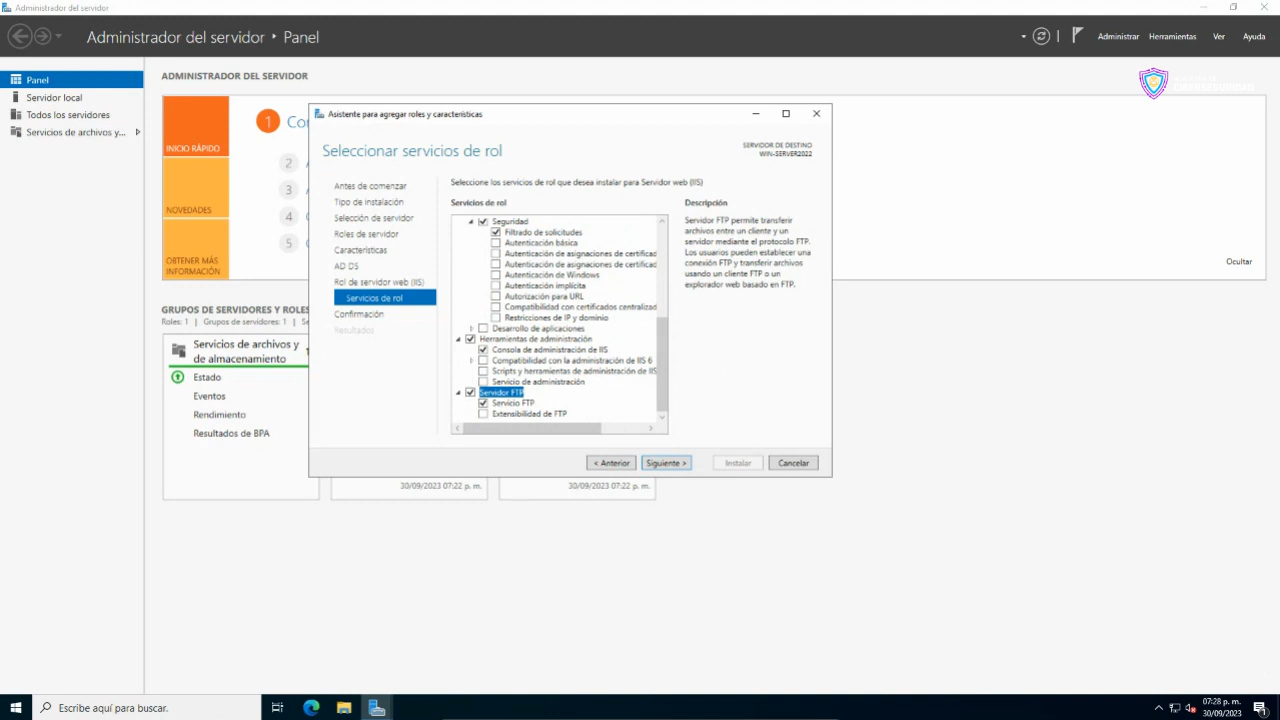 Administrador del servidor
Administrador del servidor • Panel
Administrar Herramientas Ver Ayuda
Panel
Servidor local
Todos los servidores
Servicios de archivos y...
ADMINISTRADOR DEL SERVIDOR
INICIO RÁPIDO
NOVEDADES
OBTENER MÁS
INFORMACIÓN
1
2
3
4
5
Ocultar
GRUPOS DE SERVIDORES Y ROLES
Roles: 1 | Grupos de servidores: 1 |
Servicios de archivos y
de almacenamiento
Estado
Eventos
Rendimiento
Resultados de BPA
30/09/2023 07:22 p. m.
30/09/2023 07:22 p. m.
Asistente para agregar roles y características
Seleccionar servicios de rol
SERVIDOR DE DESTINO
WIN-SERVER2022
Antes de comenzar
Tipo de instalación
Selección de servidor
Roles de servidor
Características
AD DS
Rol de servidor web (IIS)
Servicios de rol
Confirmación
Resultados
Seleccione los servicios de rol que desea instalar para Servidor web (IIS)
Servicios de rol
Seguridad
Filtrado de solicitudes
Autenticación básica
Autenticación de asignaciones de certificad
Autenticación de asignaciones de certificad
Autenticación de Windows
Autenticación implícita
Autorización para URL
Compatibilidad con certificados centralizad
Restricciones de IP y dominio
Desarrollo de aplicaciones
Herramientas de administración
Consola de administración de IIS
Compatibilidad con la administración de IIS 6
Scripts y herramientas de administración de IIS
Servicio de administración
Servidor FTP
Servicio FTP
Extensibilidad de FTP
Descripción
Servidor FTP permite transferir
archivos entre un cliente y un
servidor mediante el protocolo FTP.
Los usuarios pueden establecer una
conexión FTP y transferir archivos
usando un cliente FTP o un
explorador web basado en FTP.
< Anterior Siguiente > Instalar Cancelar
Escribe aquí para buscar.
07:28 p. m.
30/09/2023
1